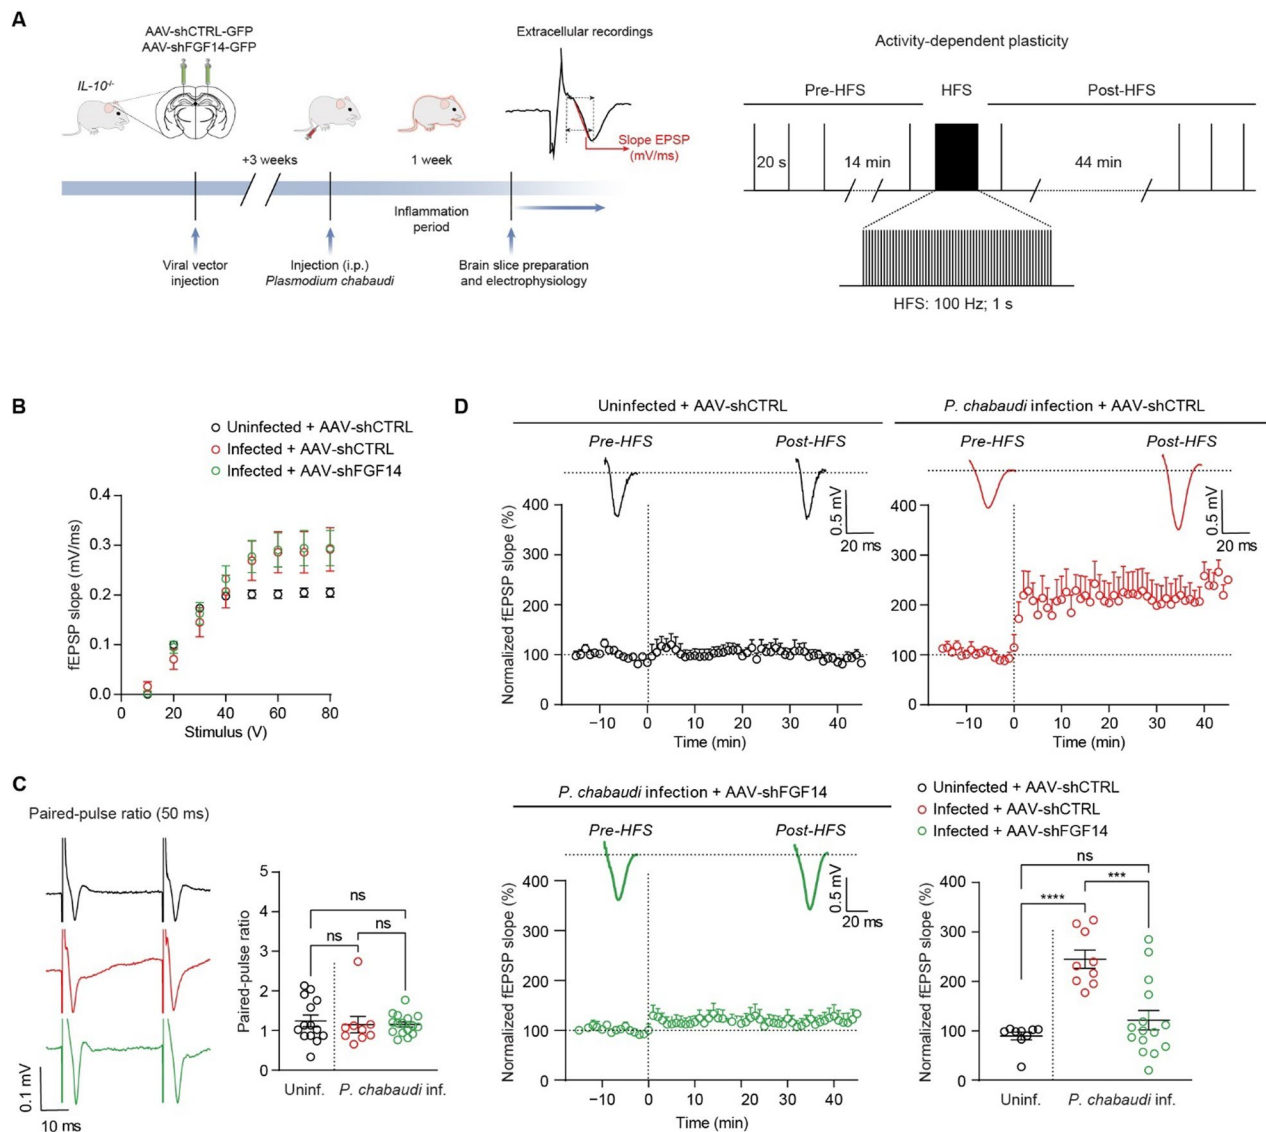 A
AAV-shCTRL-GFP
AAV-shFGF14-GFP
IL-10-/-
+3 weeks
1 week
Extracellular recordings
Slope EPSP
(mV/ms)
Inflammation
period
Viral vector
injection
Injection (i.p.)
Plasmodium chabaudi
Brain slice preparation
and electrophysiology
Activity-dependent plasticity
Pre-HFS
HFS
Post-HFS
20 s
14 min
44 min
HFS: 100 Hz; 1 s
B
Uninfected + AAV-shCTRL
Infected + AAV-shCTRL
Infected + AAV-shFGF14
fEPSP slope (mV/ms)
0.4
0.3
0.2
0.1
0.0
0 20 40 60 80
Stimulus (V)
C
Paired-pulse ratio (50 ms)
0.1 mV
10 ms
Paired-pulse ratio
5
4
3
2
1
0
ns
ns ns
Uninf. P. chabaudi inf.
D
Uninfected + AAV-shCTRL
Pre-HFS Post-HFS
0.5 mV
20 ms
Normalized fEPSP slope (%)
400
300
200
100
0
−10 0 10 20 30 40
Time (min)
P. chabaudi infection + AAV-shCTRL
Pre-HFS Post-HFS
0.5 mV
20 ms
400
300
200
100
0
−10 0 10 20 30 40
Time (min)
P. chabaudi infection + AAV-shFGF14
Pre-HFS Post-HFS
0.5 mV
20 ms
Normalized fEPSP slope (%)
400
300
200
100
0
−10 0 10 20 30 40
Time (min)
Uninfected + AAV-shCTRL
Infected + AAV-shCTRL
Infected + AAV-shFGF14
ns
**** ***
Normalized fEPSP slope (%)
400
300
200
100
0
Uninf. P. chabaudi inf.